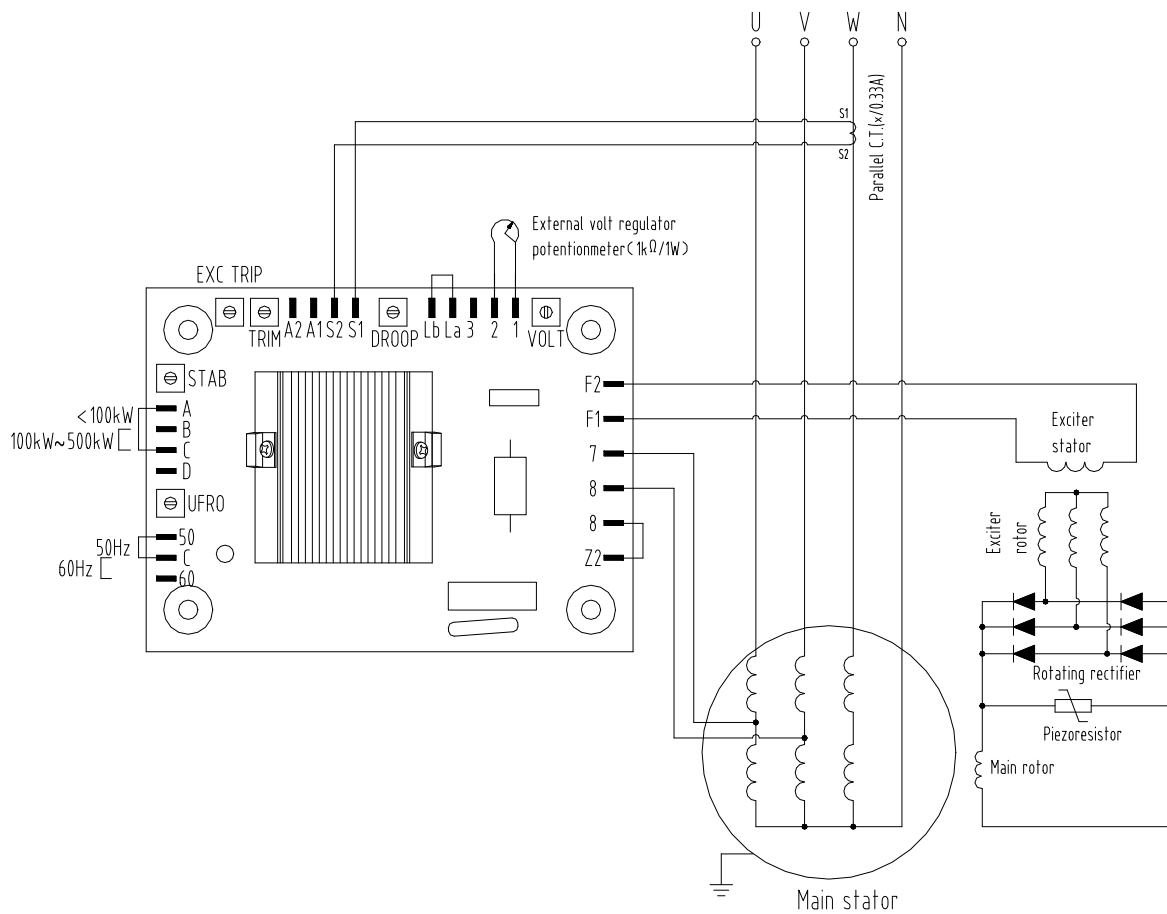 U V W N
S1
S2
Parallel C.T.(x/0.33A)
External volt regulator
potentionmeter(1kΩ/1W)
EXC TRIP
TRIM A2 A1 S2 S1 DROOP Lb La 3 2 1 VOLT
STAB
<100kW
100kW~500kW
A
B
C
D
UFRO
50Hz
60Hz
50
C
60
F2
F1
7
8
8
Z2
Exciter
stator
Exciter
rotor
Rotating rectifier
Piezoresistor
Main rotor
Main stator